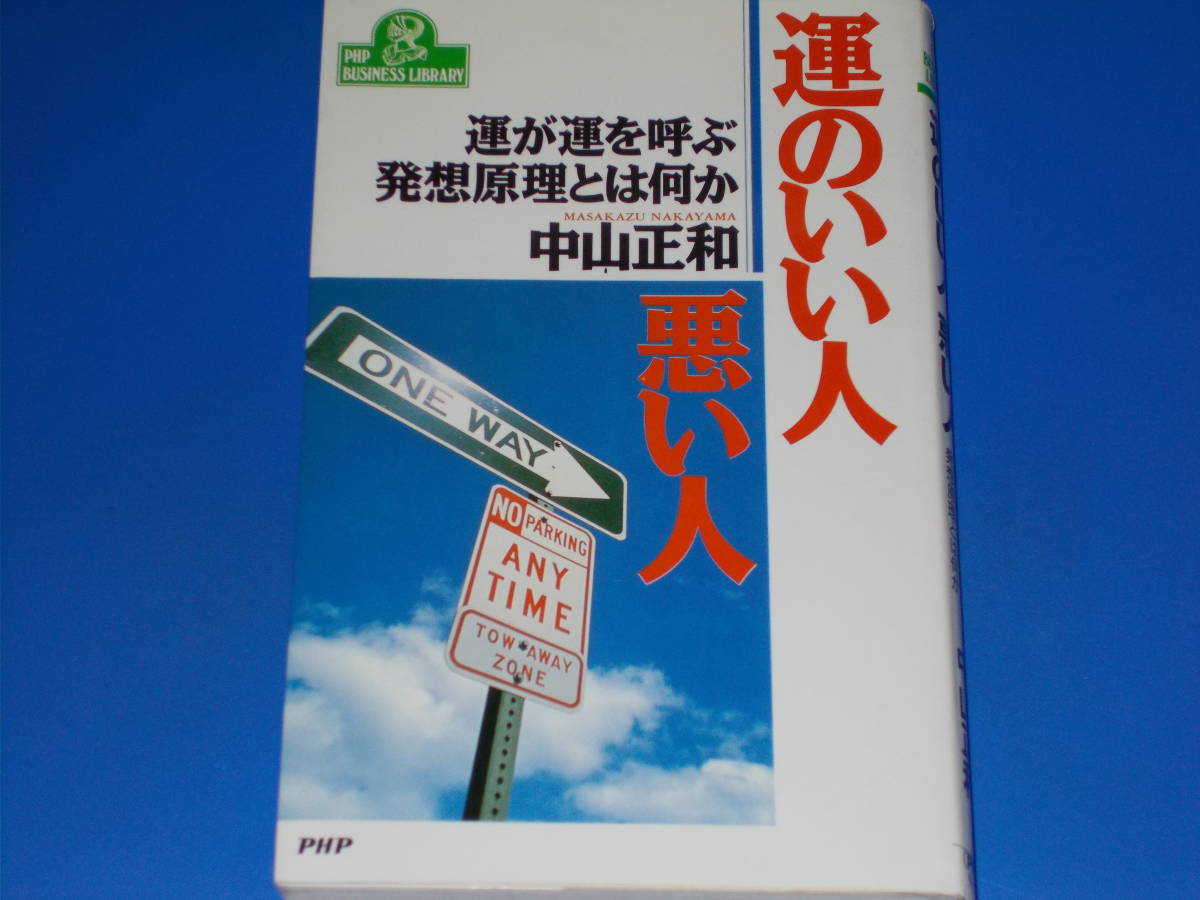 PHP
BUSINESS LIBRARY
運のいい人
悪い人
運が運を呼ぶ
発想原理とは何か
MASAKAZU NAKAYAMA
中山正和
ONE WAY
NO PARKING
ANY
TIME
TOW AWAY
ZONE
PHP